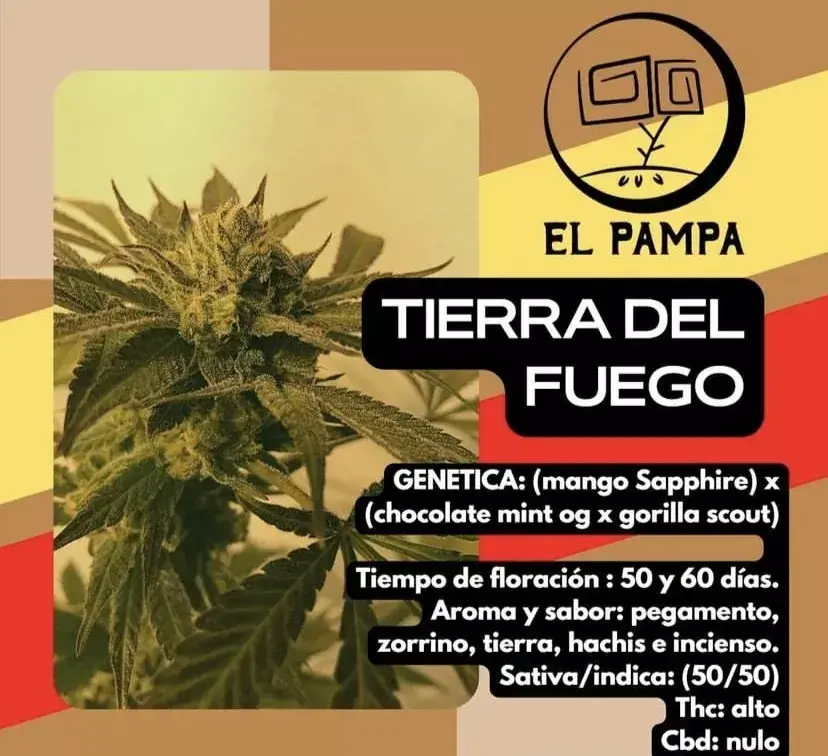 EL PAMPA
TIERRA DEL
FUEGO
GENETICA: (mango Sapphire) x
(chocolate mint og x gorilla scout)
Tiempo de floración : 50 y 60 días.
Aroma y sabor: pegamento,
zorrino, tierra, hachis e incienso.
Sativa/indica: (50/50)
Thc: alto
Cbd: nulo